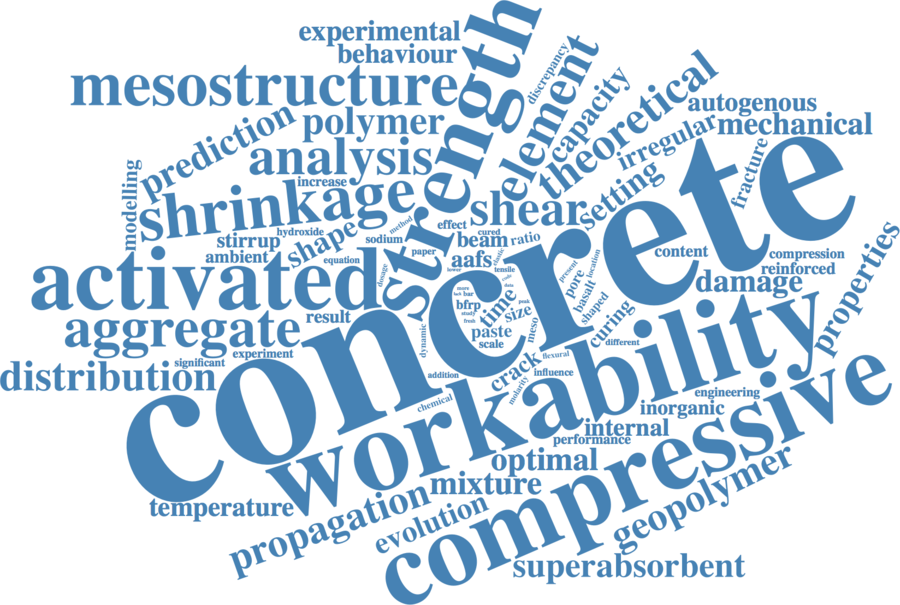 experimental
behaviour
mesostructure
strength
discrepancy
element
capacity
theoretical
autogenous
mechanical
irregular
prediction
polymer
analysis
increase
modelling
shrinkage
shear
setting
fracture
concrete
hydroxide
stirrup
ambient
shape
equation
sodium
method
paper
effect
cured
beam
ratio
aafs
elastic
tensile
lower
content
compression
reinforced
damage
properties
activated
dosage
more
bar
data
bfrp
study
fresh
time
peak
size
present
pore
location
basalt
shaped
curing
aggregate
result
paste
scale
meso
dynamic
different
experiment
significant
distribution
addition
crack
flexural
influence
molarity
chemical
workability
engineering
inorganic
internal
performance
optimal
mixture
compressive
temperature
propagation
evolution
geopolymer
superabsorbent